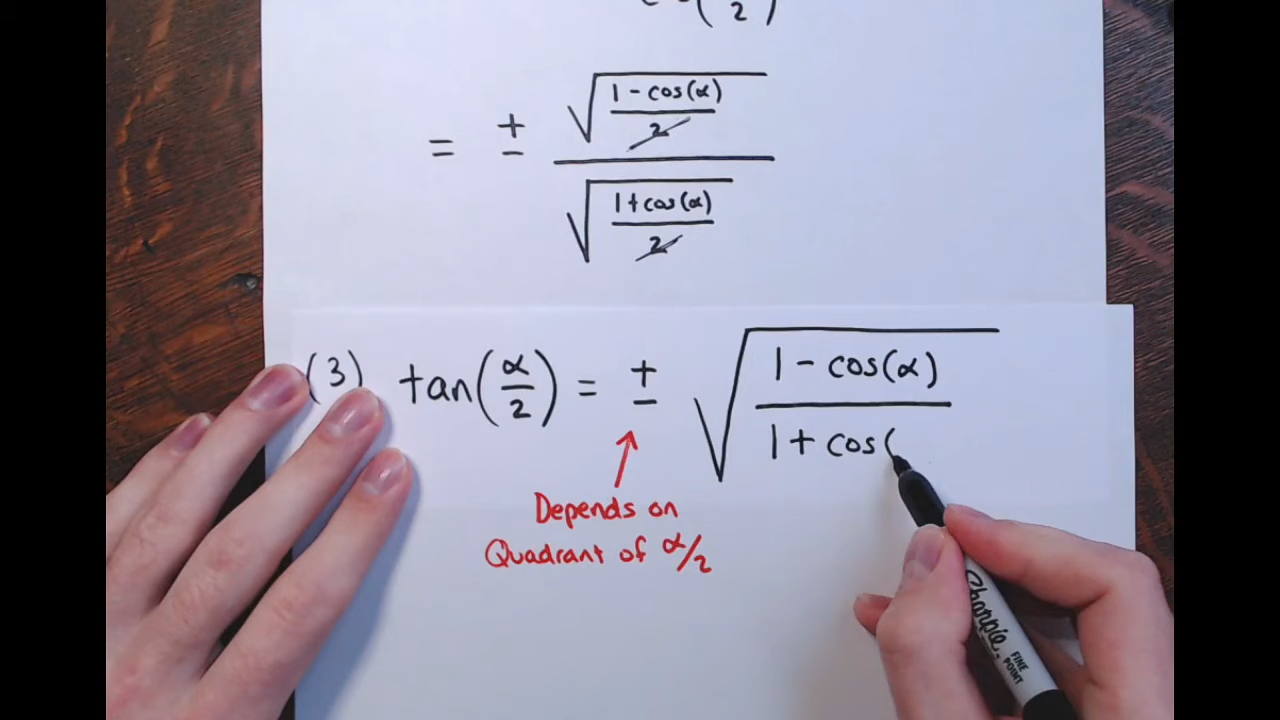 = ± √((1 - cos(α))/2) / √((1 + cos(α))/2)
(3) tan(α/2) = ± √((1 - cos(α))/(1 + cos(
Depends on
Quadrant of α/2
Sharpie
FINE
POINT